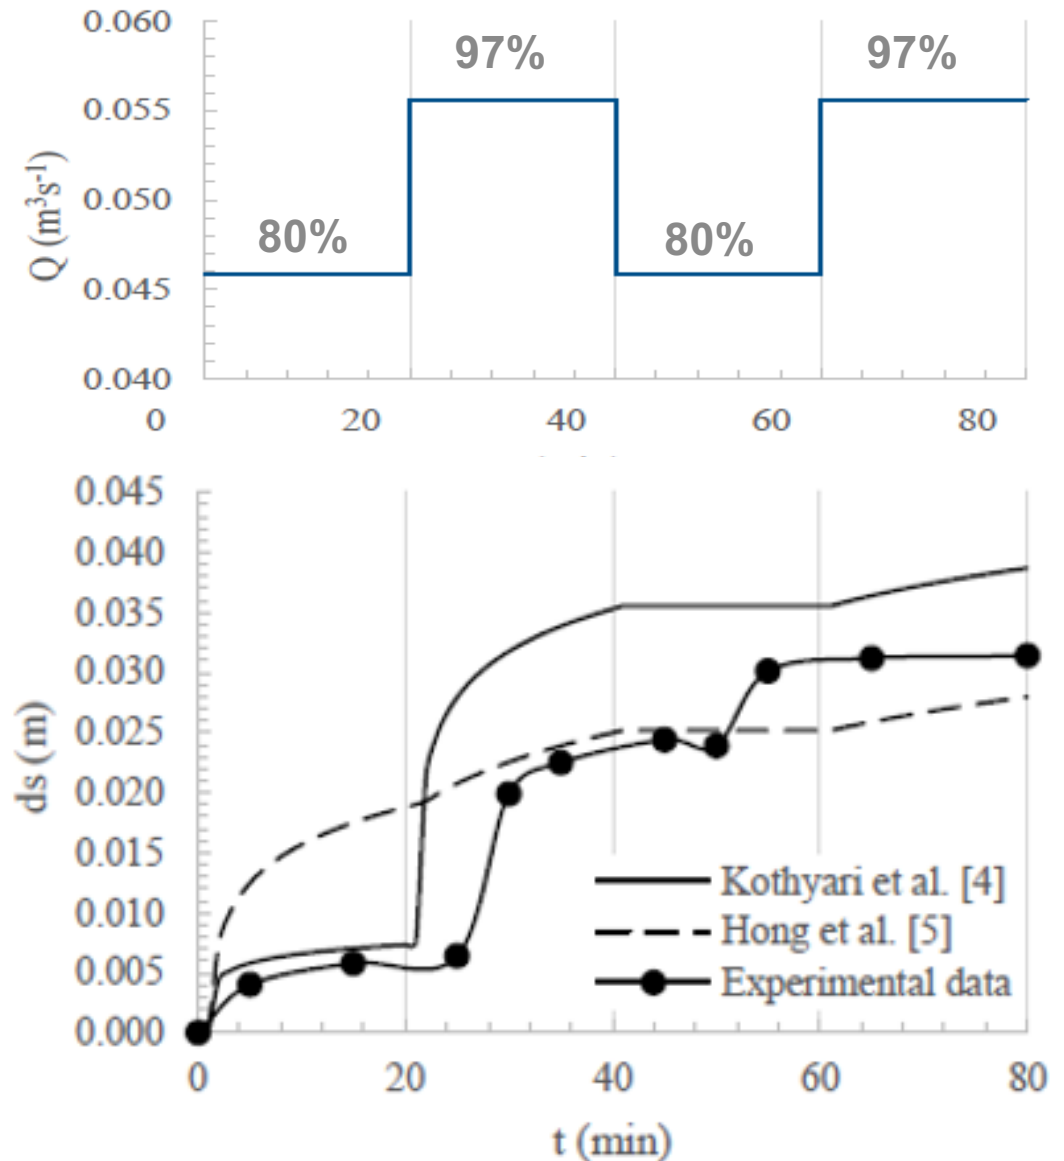 0.060
97% 97%
0.055
Q (m³s⁻¹)
0.050
80% 80%
0.045
0.040
0 20 40 60 80
0.045
0.040
0.035
0.030
ds (m)
0.025
0.020
0.015
0.010
0.005
0.000
Kothyari et al. [4]
Hong et al. [5]
Experimental data
0 20 40 60 80
t (min)